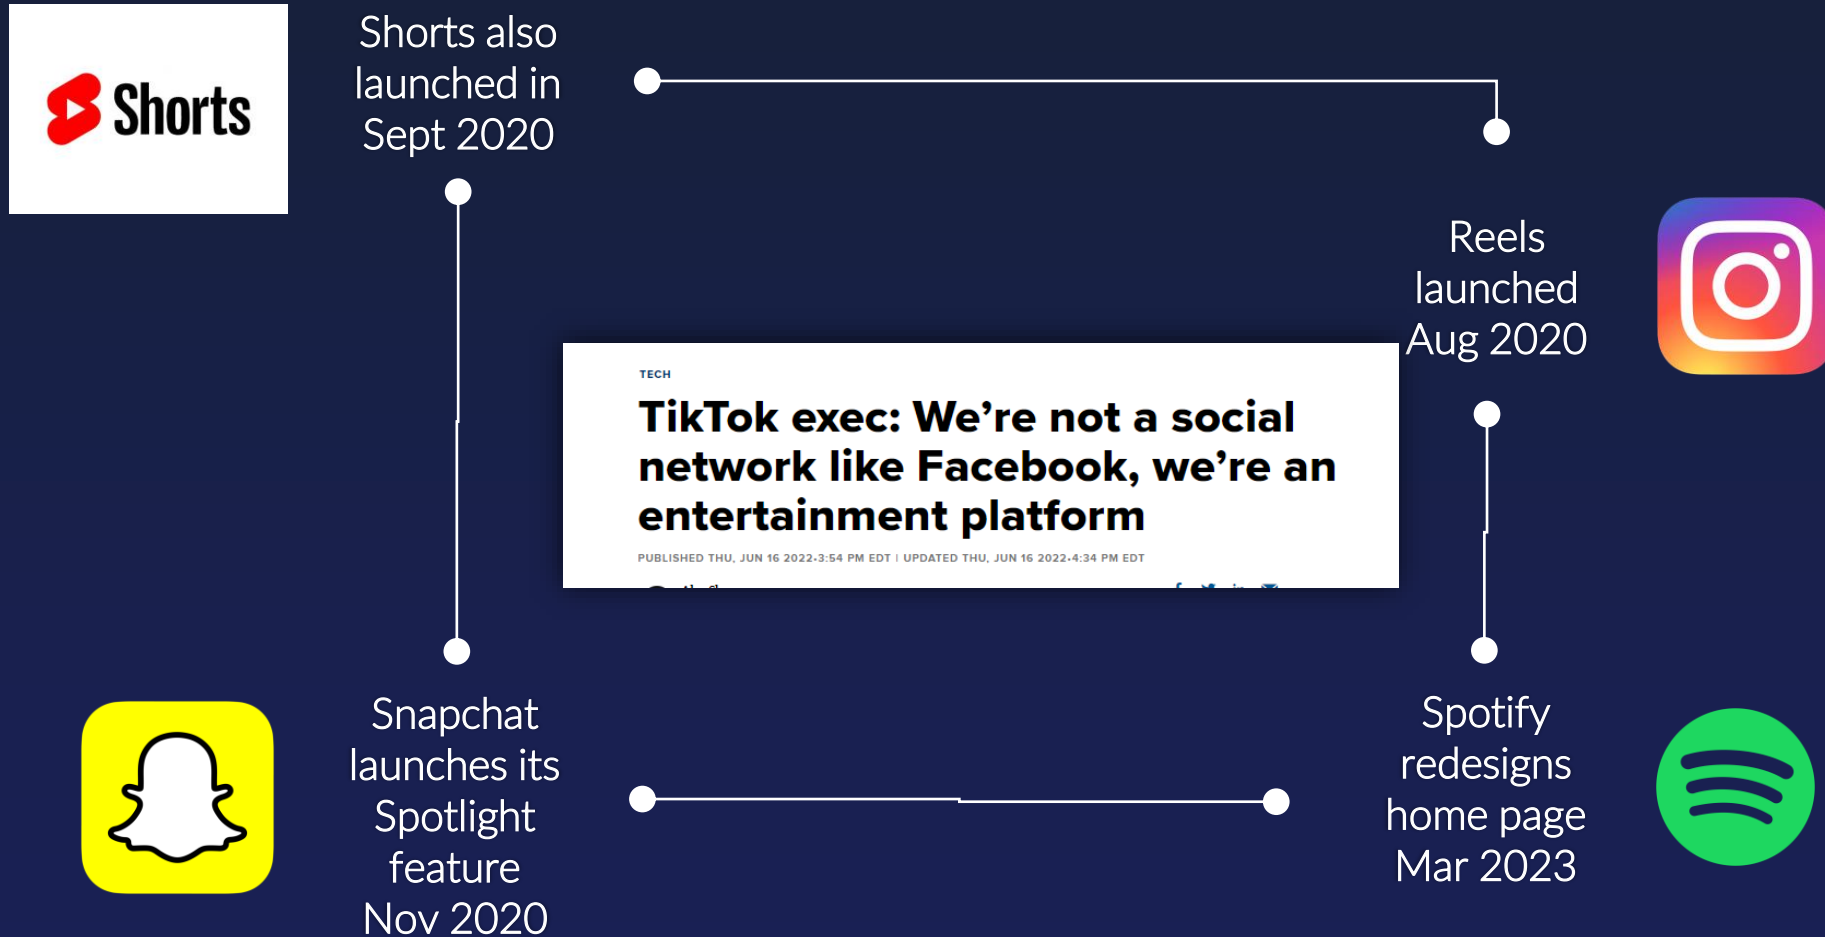 Shorts
Shorts also
launched in
Sept 2020
Reels
launched
Aug 2020
TECH
TikTok exec: We’re not a social
network like Facebook, we’re an
entertainment platform
PUBLISHED THU, JUN 16 2022•3:54 PM EDT | UPDATED THU, JUN 16 2022•4:34 PM EDT
Snapchat
launches its
Spotlight
feature
Nov 2020
Spotify
redesigns
home page
Mar 2023